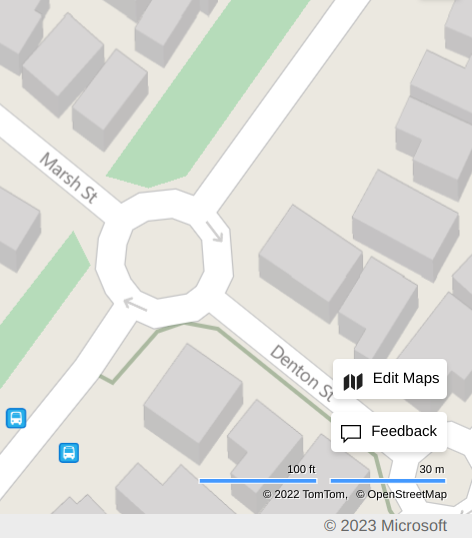 Marsh St
Denton St
Edit Maps
Feedback
100 ft
30 m
© 2022 TomTom, © OpenStreetMap
© 2023 Microsoft